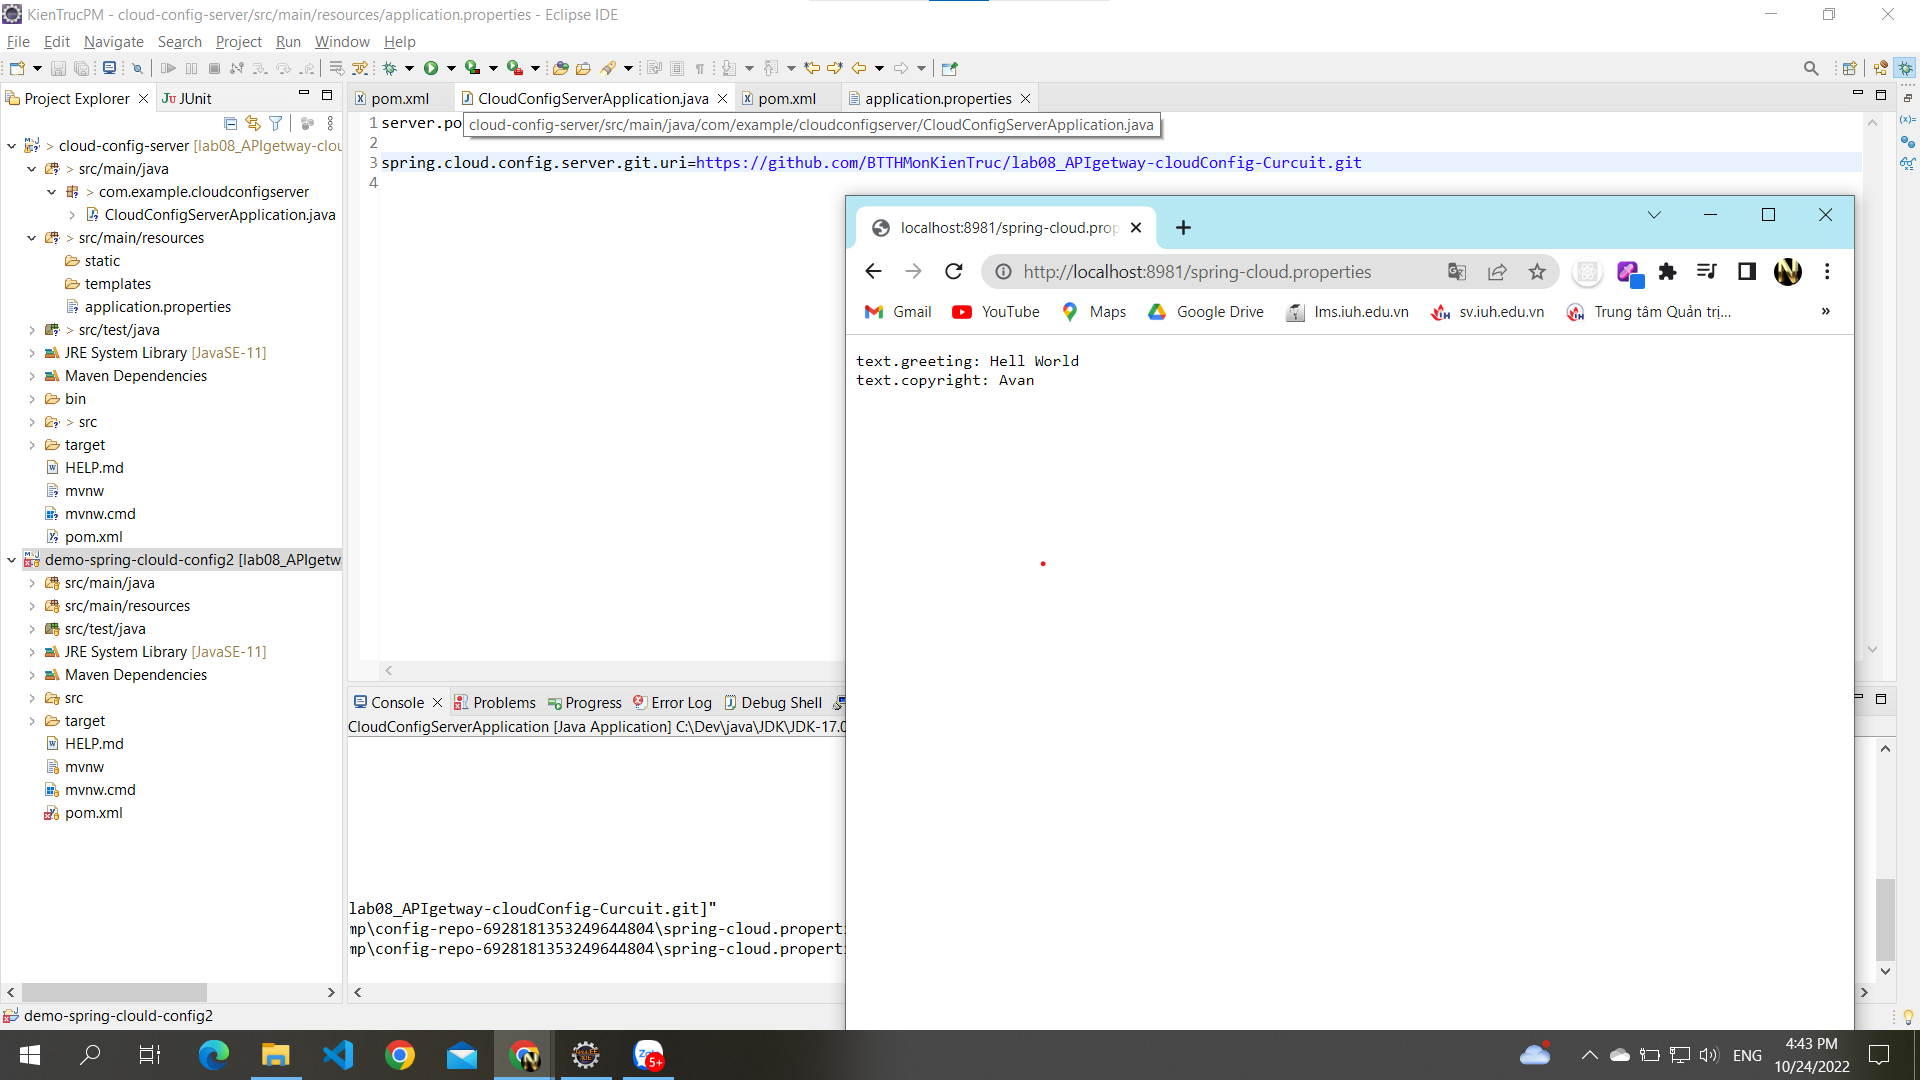 KienTrucPM - cloud-config-server/src/main/resources/application.properties - Eclipse IDE
File Edit Navigate Search Project Run Window Help
Project Explorer
JUnit
pom.xml
CloudConfigServerApplication.java
pom.xml
application.properties
> cloud-config-server [lab08_APIgetway-clou
> src/main/java
> com.example.cloudconfigserver
CloudConfigServerApplication.java
> src/main/resources
static
templates
application.properties
> src/test/java
JRE System Library [JavaSE-11]
Maven Dependencies
bin
> src
target
HELP.md
mvnw
mvnw.cmd
pom.xml
demo-spring-clould-config2 [lab08_APIgetw
src/main/java
src/main/resources
src/test/java
JRE System Library [JavaSE-11]
Maven Dependencies
src
target
HELP.md
mvnw
mvnw.cmd
pom.xml
1 server.po
cloud-config-server/src/main/java/com/example/cloudconfigserver/CloudConfigServerApplication.java
2
3 spring.cloud.config.server.git.uri=https://github.com/BTTHMonKienTruc/lab08_APIgetway-cloudConfig-Curcuit.git
4
localhost:8981/spring-cloud.prop
http://localhost:8981/spring-cloud.properties
Gmail YouTube Maps Google Drive lms.iuh.edu.vn sv.iuh.edu.vn Trung tâm Quản trị... »
text.greeting: Hell World
text.copyright: Avan
Console Problems Progress Error Log Debug Shell
CloudConfigServerApplication [Java Application] C:\Dev\java\JDK\JDK-17.0
lab08_APIgetway-cloudConfig-Curcuit.git]"
mp\config-repo-6928181353249644804\spring-cloud.properti
mp\config-repo-6928181353249644804\spring-cloud.properti
demo-spring-clould-config2
5+
ENG
4:43 PM
10/24/2022